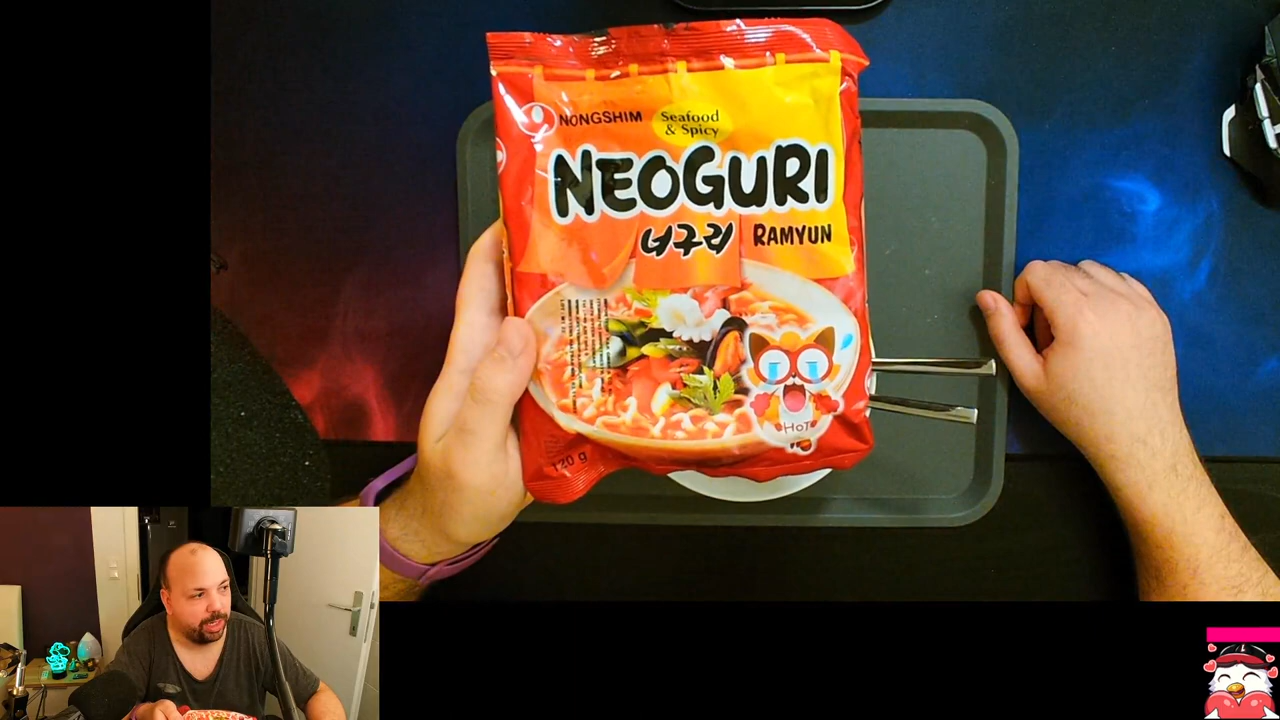 NONGSHIM
Seafood
& Spicy
NEOGURI
너구리 RAMYUN
HOT
120 g